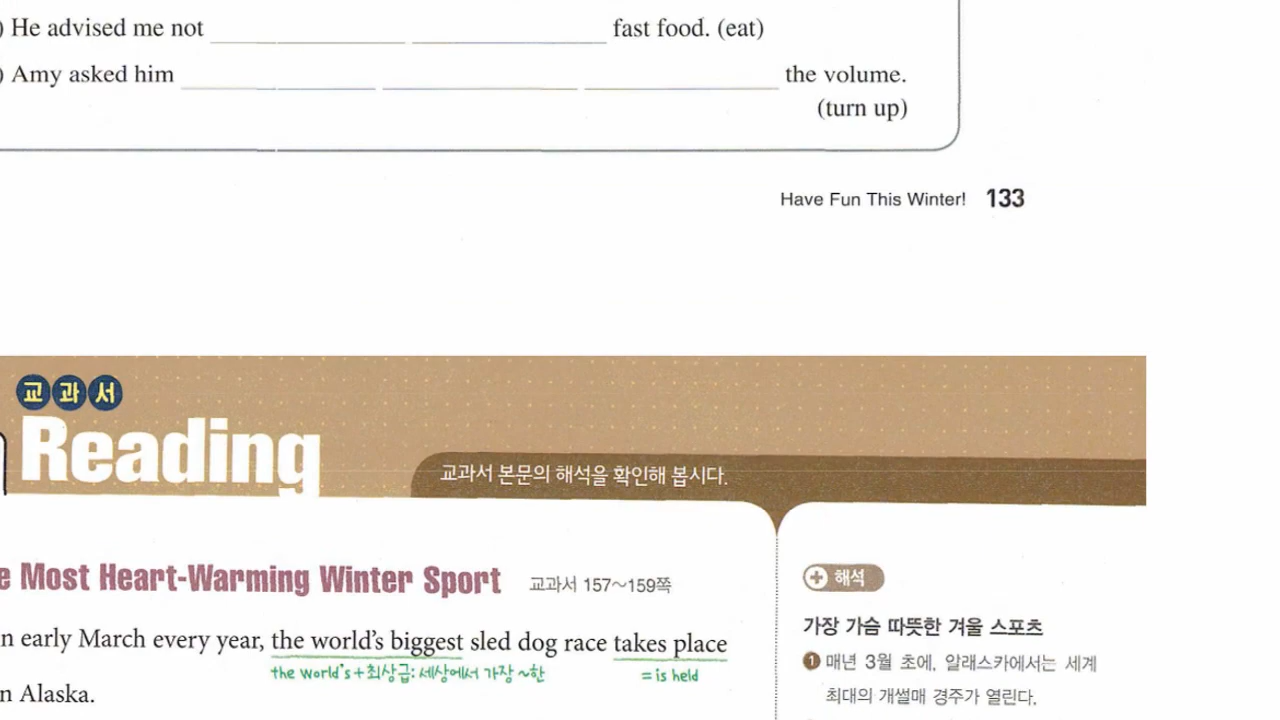 ) He advised me not ____ ____ fast food. (eat)
) Amy asked him ____ ____ ____ the volume.
(turn up)
Have Fun This Winter! 133
교과서
Reading
교과서 본문의 해석을 확인해 봅시다.
e Most Heart-Warming Winter Sport 교과서 157~159쪽
n early March every year, the world's biggest sled dog race takes place
the world's+최상급: 세상에서 가장 ~한 = is held
n Alaska.
해석
가장 가슴 따뜻한 겨울 스포츠
❶ 매년 3월 초에, 알래스카에서는 세계
최대의 개썰매 경주가 열린다.